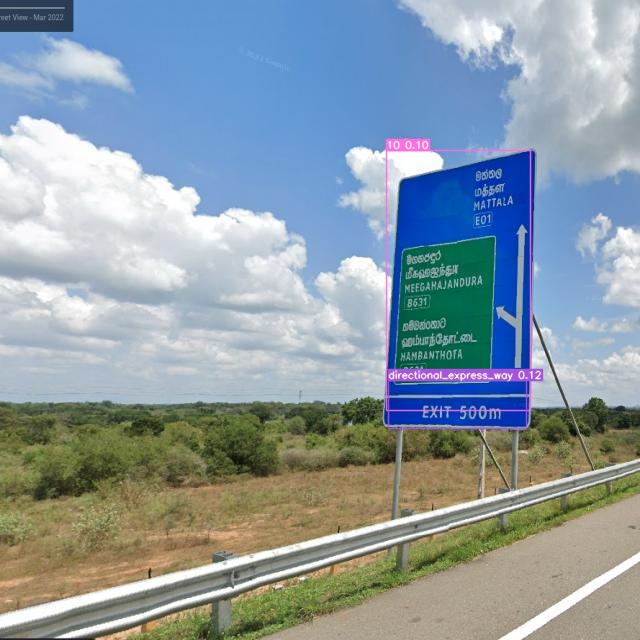 reet View - Mar 2022
10 0.10
මත්තල
மத்தள
MATTALA
E01
මීගහජඳුර
மீகஹஜந்துர
MEEGAHAJANDURA
B631
හම්බන්තොට
ஹம்பாந்தோட்டை
HAMBANTHOTA
directional_express_way 0.12
EXIT 500m